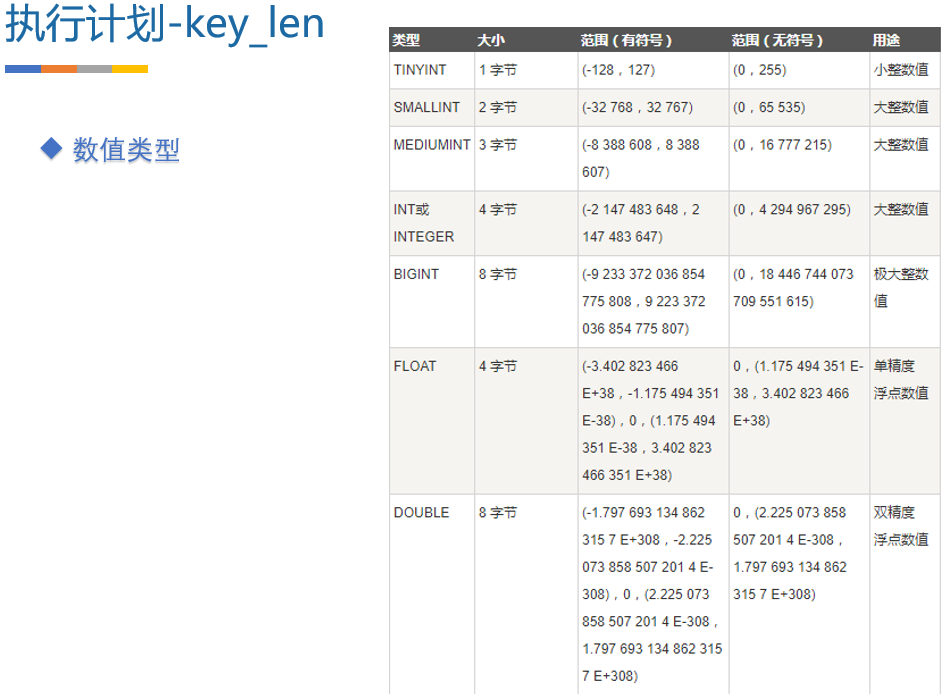 执行计划-key_len
◆ 数值类型
类型 大小 范围（有符号） 范围（无符号） 用途
TINYINT 1 字节 (-128，127) (0，255) 小整数值
SMALLINT 2 字节 (-32 768，32 767) (0，65 535) 大整数值
MEDIUMINT 3 字节 (-8 388 608，8 388 (0，16 777 215) 大整数值
607)
INT或 4 字节 (-2 147 483 648，2 (0，4 294 967 295) 大整数值
INTEGER 147 483 647)
BIGINT 8 字节 (-9 233 372 036 854 (0，18 446 744 073 极大整数
775 808，9 223 372 709 551 615) 值
036 854 775 807)
FLOAT 4 字节 (-3.402 823 466 0，(1.175 494 351 E- 单精度
E+38，-1.175 494 351 38，3.402 823 466 浮点数值
E-38)，0，(1.175 494 E+38)
351 E-38，3.402 823
466 351 E+38)
DOUBLE 8 字节 (-1.797 693 134 862 0，(2.225 073 858 双精度
315 7 E+308，-2.225 507 201 4 E-308， 浮点数值
073 858 507 201 4 E- 1.797 693 134 862
308)，0，(2.225 073 315 7 E+308)
858 507 201 4 E-308，
1.797 693 134 862 315
7 E+308)